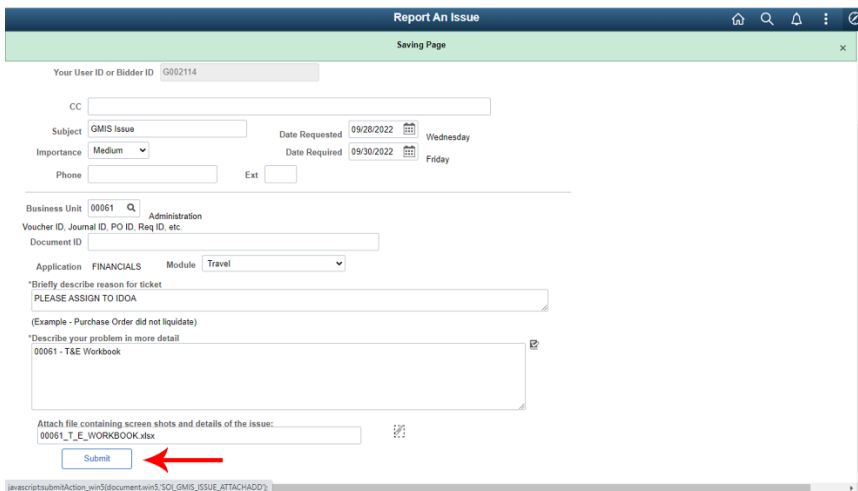 Report An Issue
Saving Page
×
Your User ID or Bidder ID G002114
CC
Subject GMIS Issue Date Requested 09/28/2022 Wednesday
Importance Medium Date Required 09/30/2022 Friday
Phone Ext
Business Unit 00061 Administration
Voucher ID, Journal ID, PO ID, Req ID, etc.
Document ID
Application FINANCIALS Module Travel
*Briefly describe reason for ticket
PLEASE ASSIGN TO IDOA
(Example - Purchase Order did not liquidate)
*Describe your problem in more detail
00061 - T&E Workbook
Attach file containing screen shots and details of the issue:
00061_T_E_WORKBOOK.xlsx
Submit
javascript:submitAction_win5(document.win5,'SOI_GMIS_ISSUE_ATTACHADD');